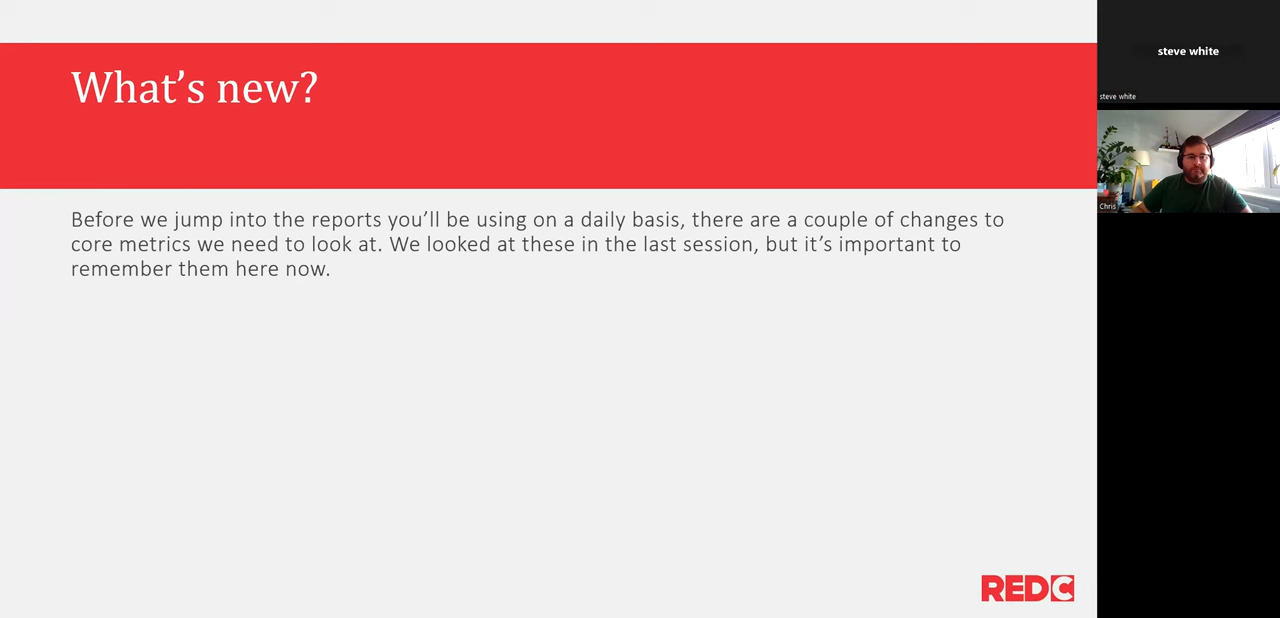 What's new?
Before we jump into the reports you'll be using on a daily basis, there are a couple of changes to
core metrics we need to look at. We looked at these in the last session, but it's important to
remember them here now.
REDC
steve white
steve white
Chris